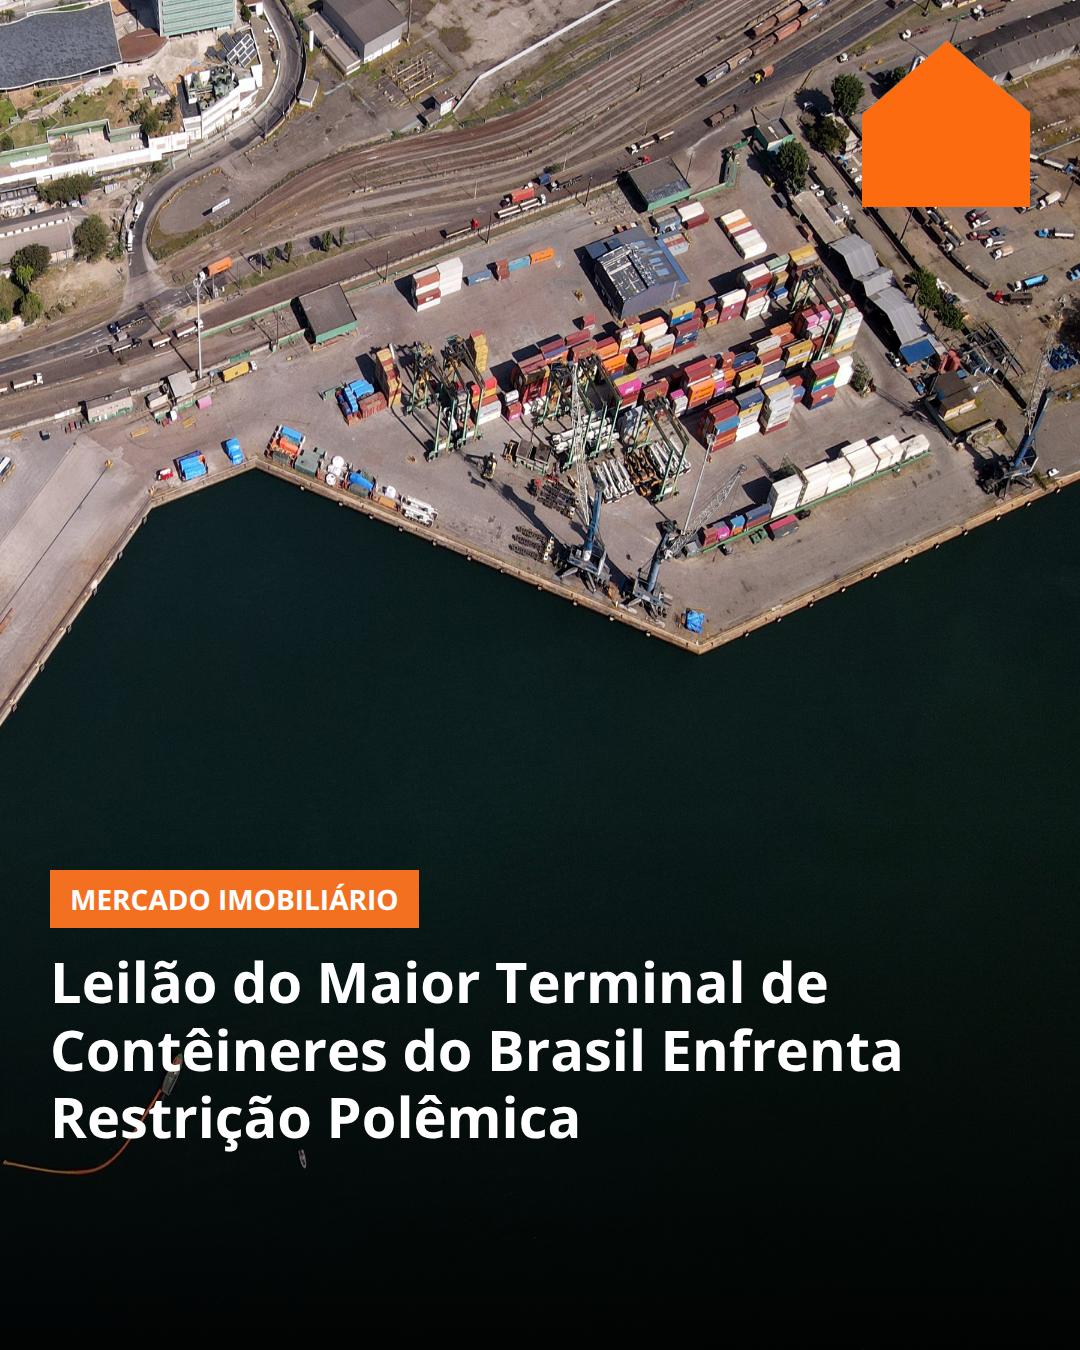 MERCADO IMOBILIÁRIO
Leilão do Maior Terminal de
Contêineres do Brasil Enfrenta
Restrição Polêmica